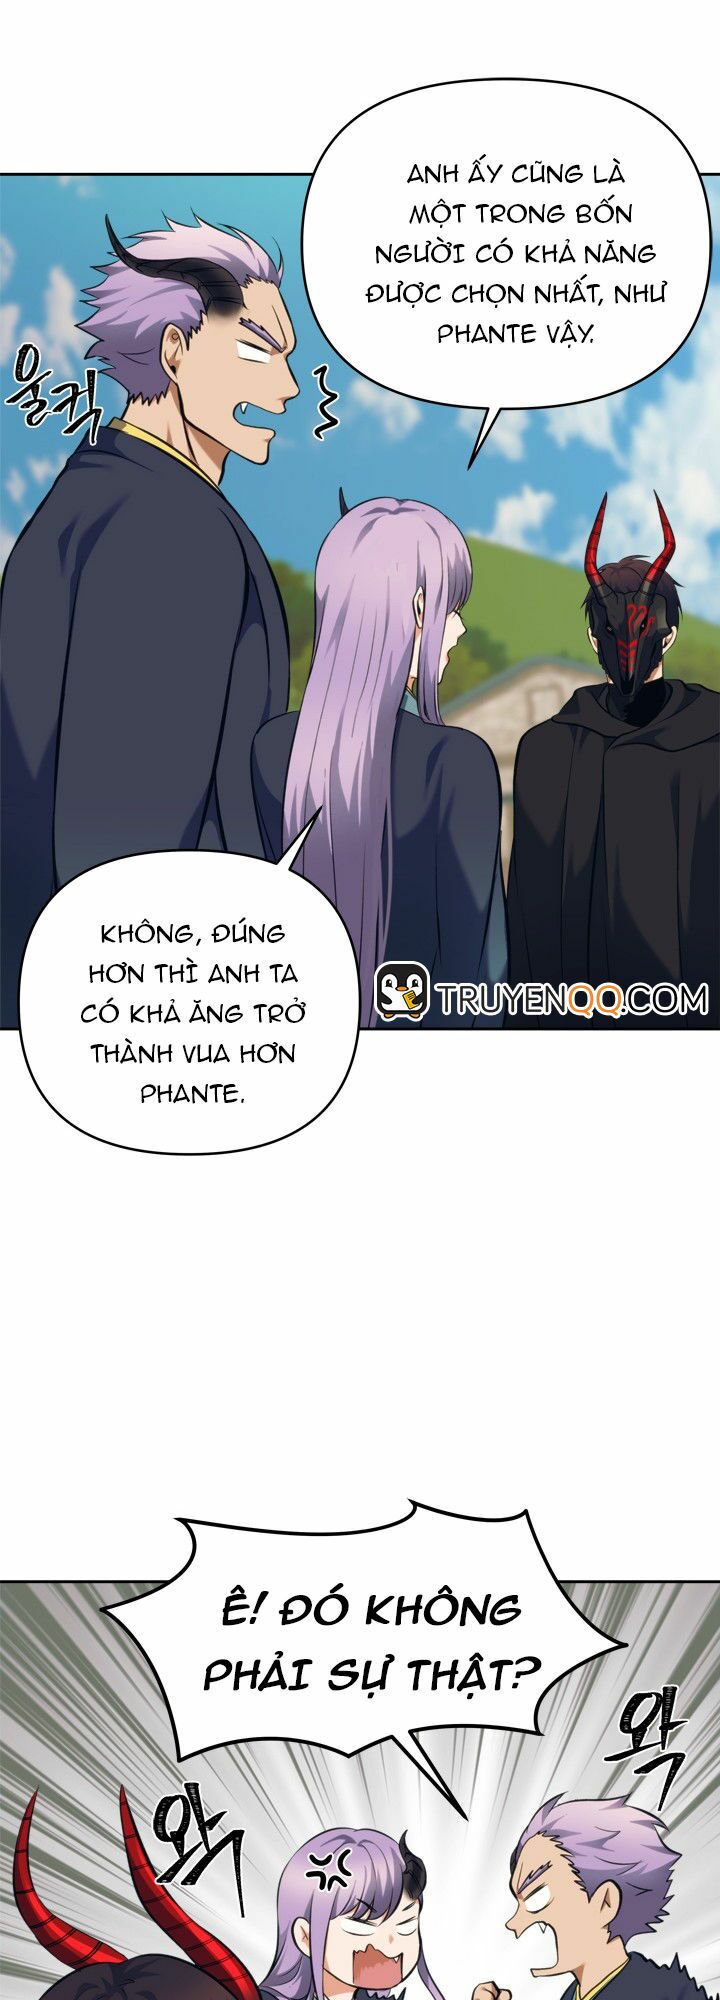 ANH ẤY CŨNG LÀ
MỘT TRONG BỐN
NGƯỜI CÓ KHẢ NĂNG
ĐƯỢC CHỌN NHẤT, NHƯ
PHANTE VẬY.
울컥
KHÔNG, ĐÚNG
HƠN THÌ ANH TA
CÓ KHẢ ĂNG TRỞ
THÀNH VUA HƠN
PHANTE.
TRUYENQQ.COM
Ê! ĐÓ KHÔNG
PHẢI SỰ THẬT?
왁
왁